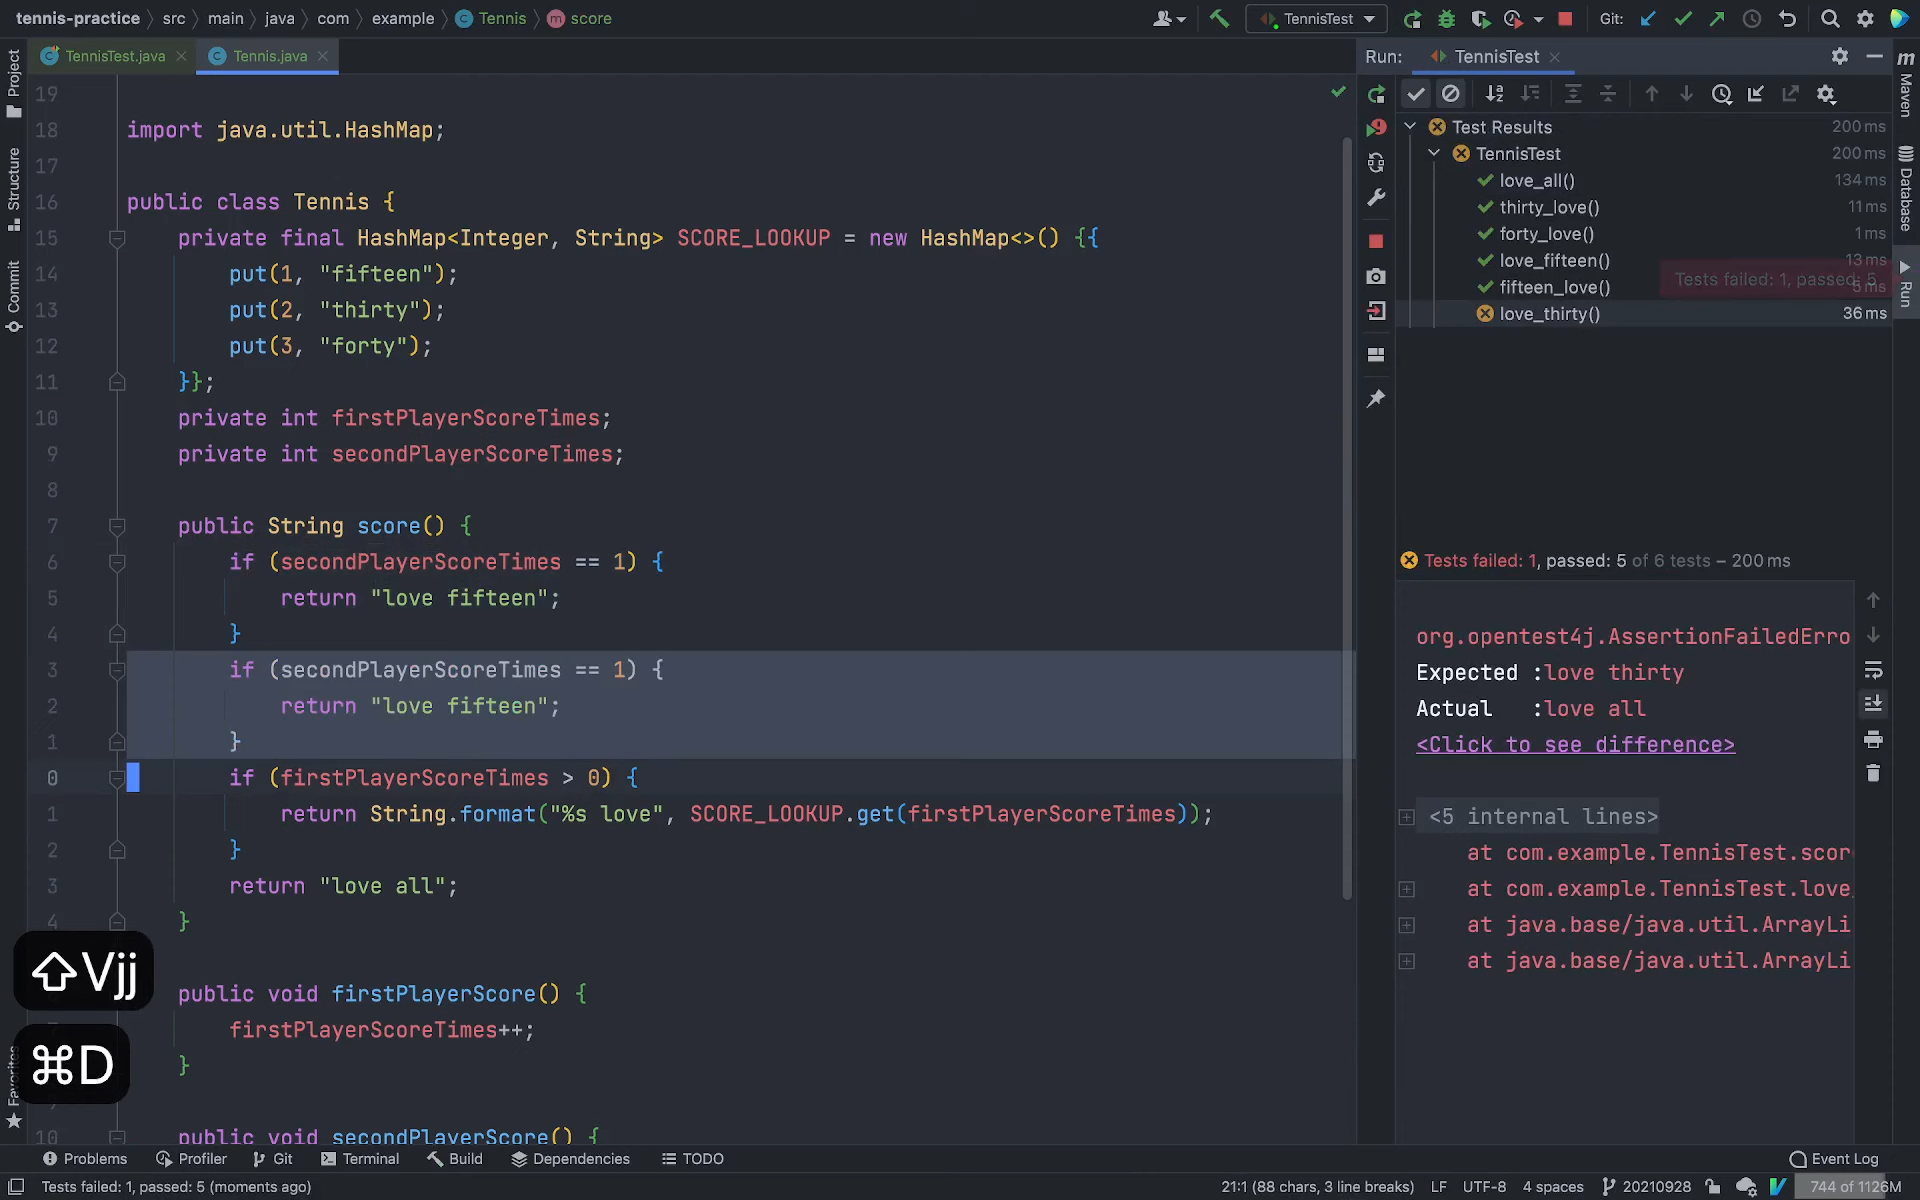 tennis-practice src main java com example Tennis score TennisTest Git:
Project
TennisTest.java Tennis.java
Run: TennisTest
Maven
Structure
Commit
Favorites
Database
Run
19
18 import java.util.HashMap;
17
16 public class Tennis {
15 private final HashMap<Integer, String> SCORE_LOOKUP = new HashMap<>() {{
14 put(1, "fifteen");
13 put(2, "thirty");
12 put(3, "forty");
11 }};
10 private int firstPlayerScoreTimes;
9 private int secondPlayerScoreTimes;
8
7 public String score() {
6 if (secondPlayerScoreTimes == 1) {
5 return "love fifteen";
4 }
3 if (secondPlayerScoreTimes == 1) {
2 return "love fifteen";
1 }
0 if (firstPlayerScoreTimes > 0) {
1 return String.format("%s love", SCORE_LOOKUP.get(firstPlayerScoreTimes));
2 }
3 return "love all";
4 }
public void firstPlayerScore() {
firstPlayerScoreTimes++;
}
10 public void secondPlayerScore() {
⇧Vjj
⌘D
Test Results 200 ms
TennisTest 200 ms
love_all() 134 ms
thirty_love() 11 ms
forty_love() 1 ms
love_fifteen() 13 ms
fifteen_love() 5 ms
love_thirty() 36 ms
Tests failed: 1, passed: 5
Tests failed: 1, passed: 5 of 6 tests – 200 ms
org.opentest4j.AssertionFailedErro
Expected :love thirty
Actual :love all
<Click to see difference>
<5 internal lines>
at com.example.TennisTest.scor
at com.example.TennisTest.love_
at java.base/java.util.ArrayLi
at java.base/java.util.ArrayLi
Problems Profiler Git Terminal Build Dependencies TODO Event Log
Tests failed: 1, passed: 5 (moments ago) 21:1 (88 chars, 3 line breaks) LF UTF-8 4 spaces 20210928 744 of 1126M